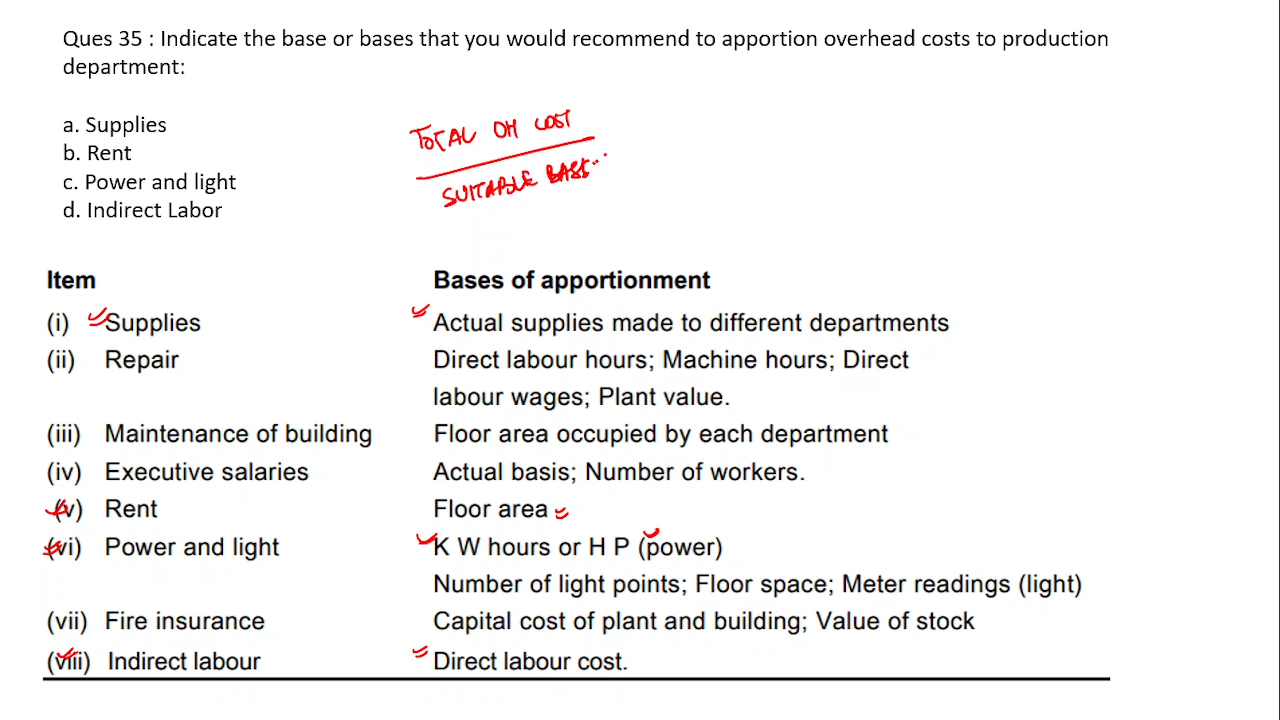 Ques 35 : Indicate the base or bases that you would recommend to apportion overhead costs to production
department:
a. Supplies
b. Rent
c. Power and light
d. Indirect Labor
TOTAL OH COST
SUITABLE BASE..
Item Bases of apportionment
(i) Supplies Actual supplies made to different departments
(ii) Repair Direct labour hours; Machine hours; Direct
labour wages; Plant value.
(iii) Maintenance of building Floor area occupied by each department
(iv) Executive salaries Actual basis; Number of workers.
(v) Rent Floor area
(vi) Power and light K W hours or H P (power)
Number of light points; Floor space; Meter readings (light)
(vii) Fire insurance Capital cost of plant and building; Value of stock
(viii) Indirect labour Direct labour cost.